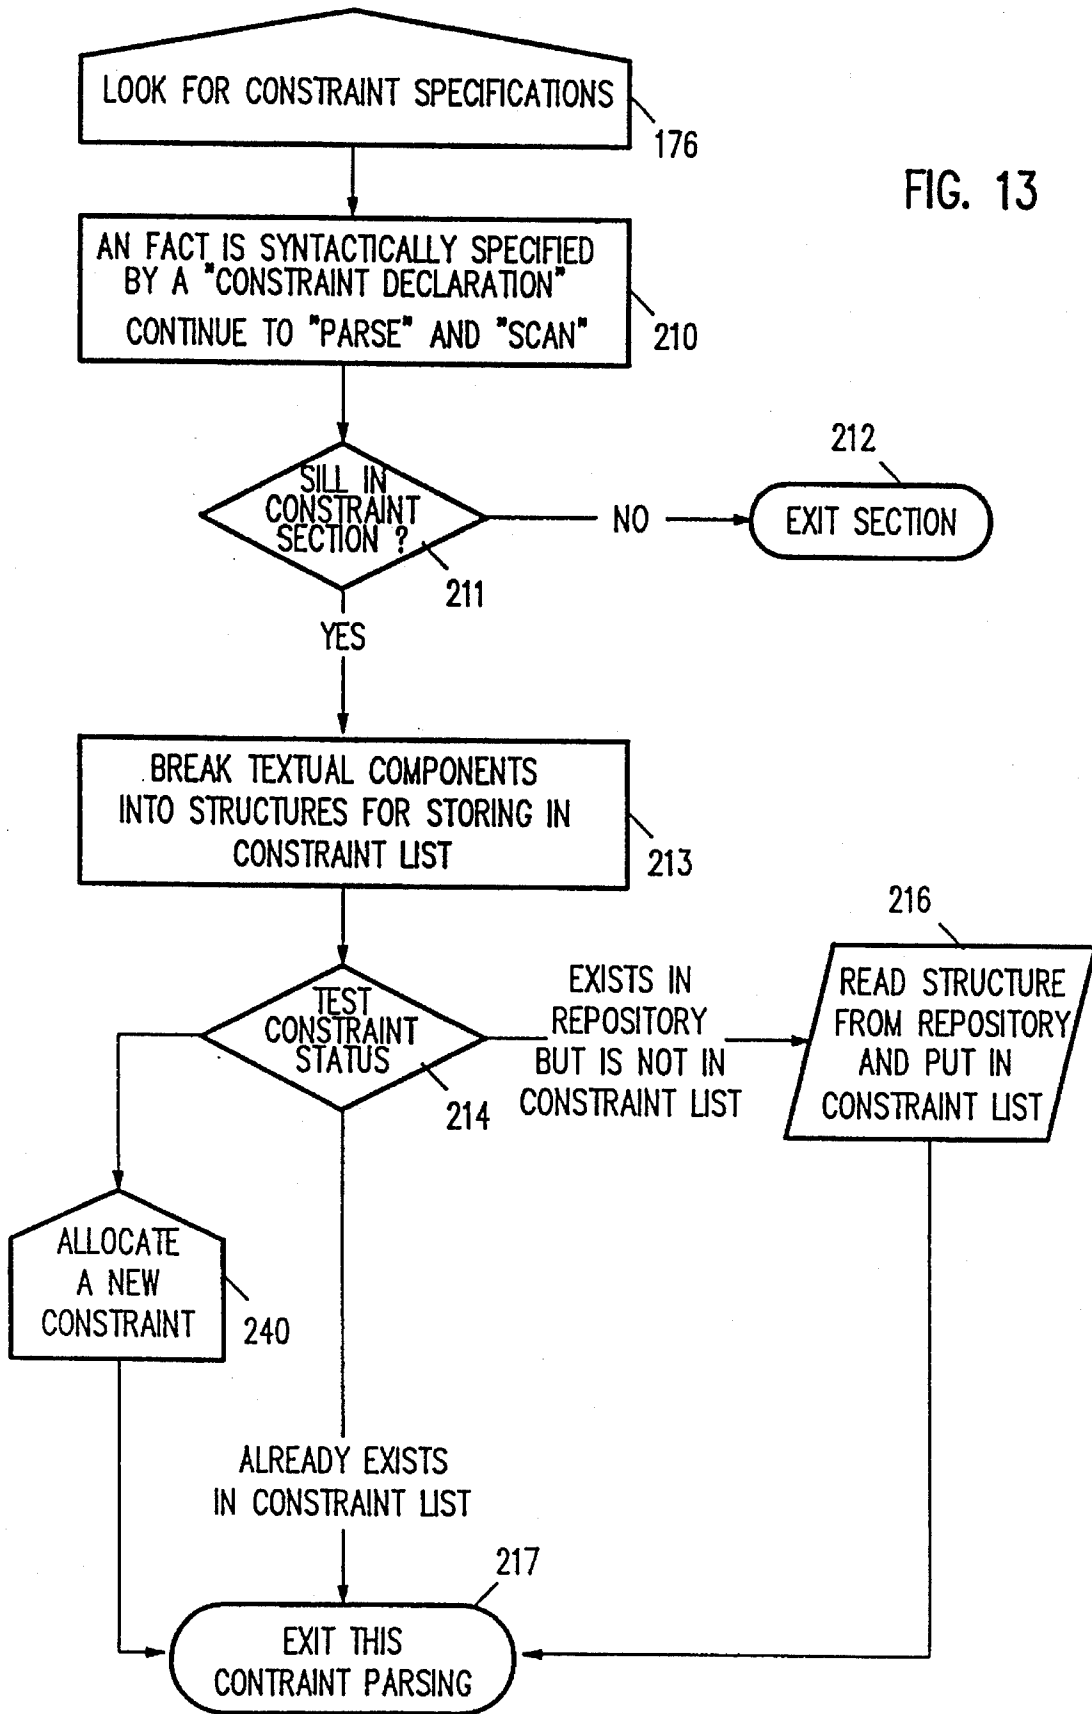 LOOK FOR CONSTRAINT SPECIFICATIONS
176
FIG. 13
AN FACT IS SYNTACTICALLY SPECIFIED
BY A "CONSTRAINT DECLARATION"
CONTINUE TO "PARSE" AND "SCAN"
210
SILL IN
CONSTRAINT
SECTION ?
211
NO
212
EXIT SECTION
YES
BREAK TEXTUAL COMPONENTS
INTO STRUCTURES FOR STORING IN
CONSTRAINT LIST
213
TEST
CONSTRAINT
STATUS
214
EXISTS IN
REPOSITORY
BUT IS NOT IN
CONSTRAINT LIST
216
READ STRUCTURE
FROM REPOSITORY
AND PUT IN
CONSTRAINT LIST
ALLOCATE
A NEW
CONSTRAINT
240
ALREADY EXISTS
IN CONSTRAINT LIST
217
EXIT THIS
CONTRAINT PARSING